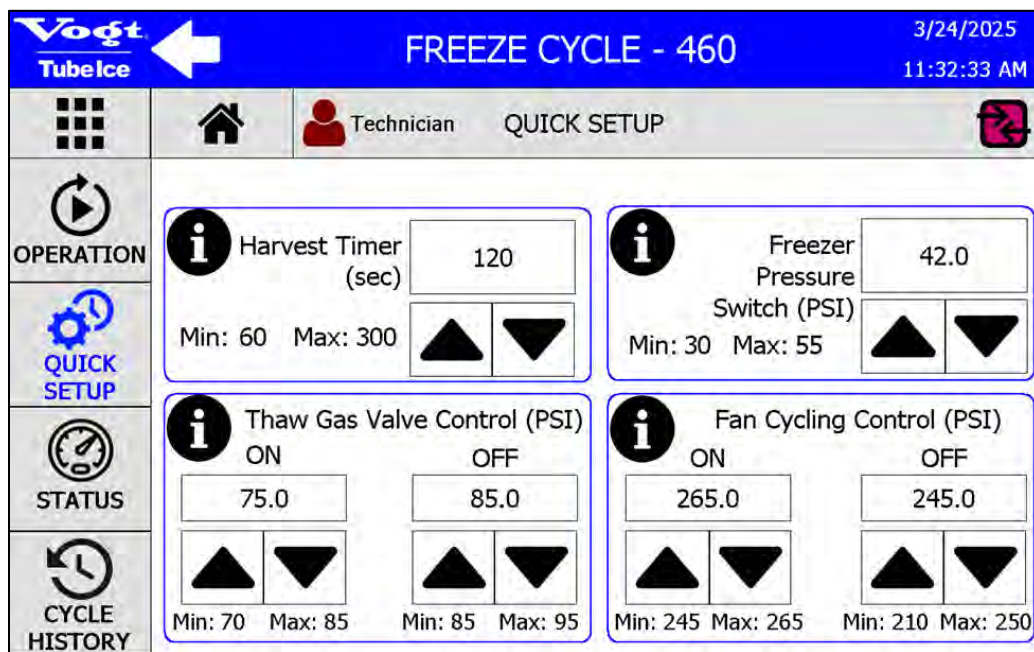 Vogt
Tube Ice
FREEZE CYCLE - 460
3/24/2025
11:32:33 AM
Technician
QUICK SETUP
OPERATION
QUICK
SETUP
STATUS
CYCLE
HISTORY
i
Harvest Timer
(sec)
120
Min: 60 Max: 300
i
Freezer
Pressure
Switch (PSI)
42.0
Min: 30 Max: 55
i
Thaw Gas Valve Control (PSI)
ON OFF
75.0 85.0
Min: 70 Max: 85 Min: 85 Max: 95
i
Fan Cycling Control (PSI)
ON OFF
265.0 245.0
Min: 245 Max: 265 Min: 210 Max: 250